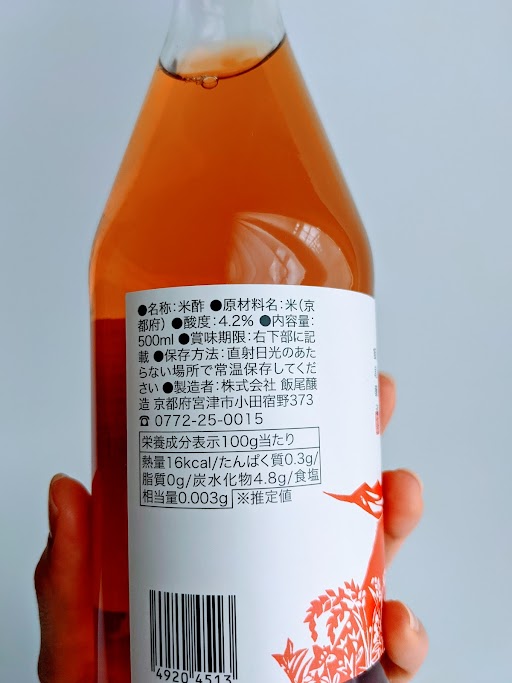 ●名称：米酢 ●原材料名：米（京
都府） ●酸度：4.2% ●内容量：
500ml ●賞味期限：右下部に記
載 ●保存方法：直射日光のあた
らない場所で常温保存してくだ
さい ●製造者：株式会社 飯尾醸
造 京都府宮津市小田宿野373
☎ 0772-25-0015
栄養成分表示100g当たり
熱量16kcal/たんぱく質0.3g/
脂質0g/炭水化物4.8g/食塩
相当量0.003g ※推定値
4920 4513